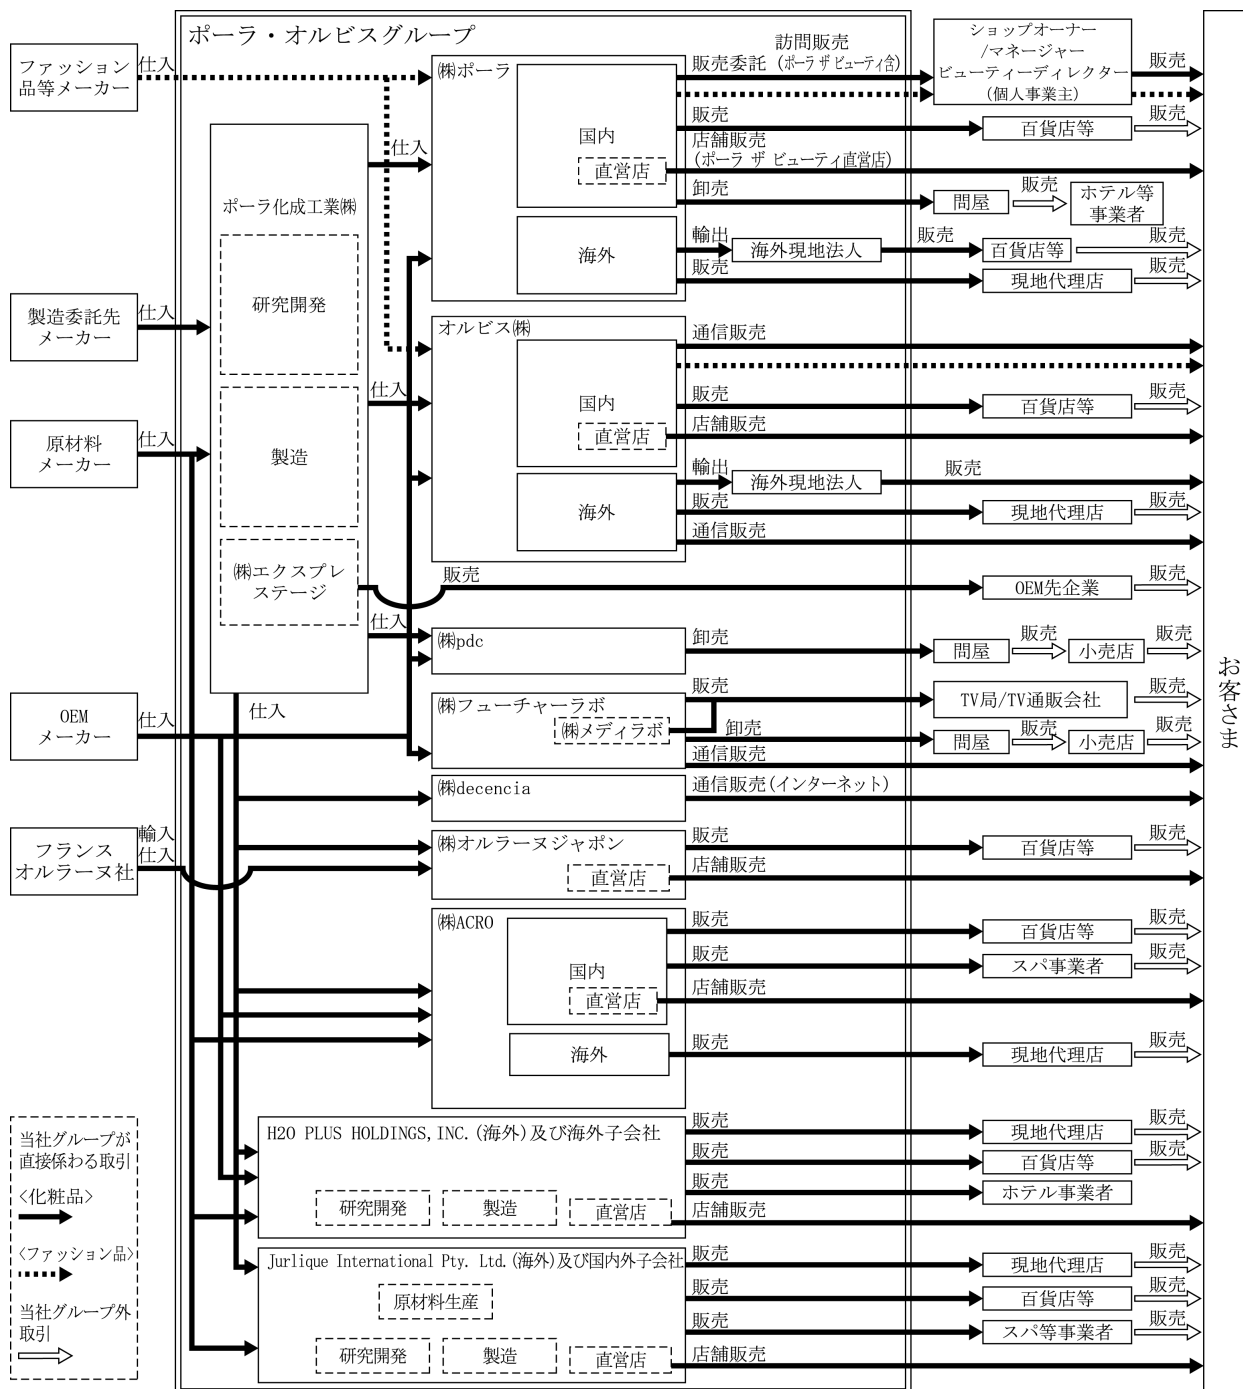 ポーラ・オルビスグループ
ファッション
品等メーカー
仕入
製造委託先
メーカー
仕入
原材料
メーカー
仕入
OEM
メーカー
仕入
フランス
オルラーヌ社
輸入
仕入
ポーラ化成工業㈱
研究開発
製造
㈱エクスプレ
ステージ
仕入
仕入
仕入
仕入
販売
OEM先企業
販売
㈱ポーラ
国内
直営店
海外
訪問販売
販売委託(ポーラ ザ ビューティ含)
ショップオーナー
/マネージャー
ビューティーディレクター
(個人事業主)
販売
販売
百貨店等
販売
店舗販売
(ポーラ ザ ビューティ直営店)
卸売
問屋
販売
ホテル等
事業者
輸出
海外現地法人
販売
百貨店等
販売
販売
現地代理店
販売
オルビス㈱
国内
直営店
海外
通信販売
販売
百貨店等
販売
店舗販売
輸出
海外現地法人
販売
販売
現地代理店
販売
通信販売
㈱pdc
卸売
問屋
販売
小売店
販売
㈱フューチャーラボ
㈱メディラボ
販売
TV局/TV通販会社
販売
卸売
問屋
販売
小売店
販売
通信販売
㈱decencia
通信販売(インターネット)
㈱オルラーヌジャポン
直営店
販売
百貨店等
販売
店舗販売
㈱ACRO
国内
直営店
海外
販売
百貨店等
販売
販売
スパ事業者
販売
店舗販売
販売
現地代理店
販売
H2O PLUS HOLDINGS,INC.(海外)及び海外子会社
研究開発
製造
直営店
販売
現地代理店
販売
販売
百貨店等
販売
販売
ホテル事業者
店舗販売
Jurlique International Pty. Ltd.(海外)及び国内外子会社
原材料生産
研究開発
製造
直営店
販売
現地代理店
販売
販売
百貨店等
販売
販売
スパ等事業者
販売
店舗販売
お客さま
当社グループが
直接係わる取引
<化粧品>
<ファッション品>
当社グループ外
取引